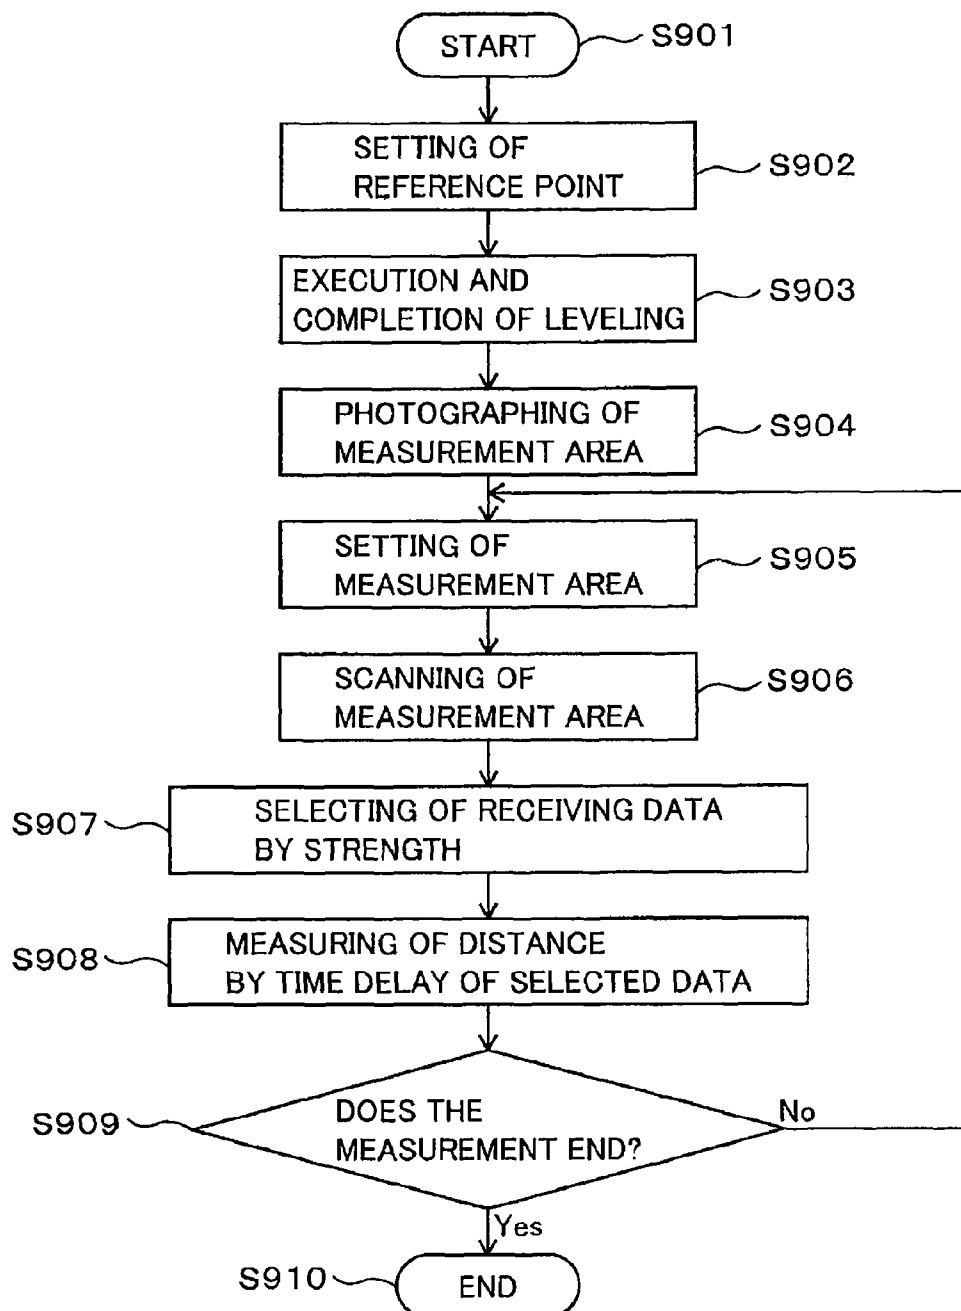 START
S901
SETTING OF
REFERENCE POINT
S902
EXECUTION AND
COMPLETION OF LEVELING
S903
PHOTOGRAPHING OF
MEASUREMENT AREA
S904
SETTING OF
MEASUREMENT AREA
S905
SCANNING OF
MEASUREMENT AREA
S906
S907
SELECTING OF RECEIVING DATA
BY STRENGTH
S908
MEASURING OF DISTANCE
BY TIME DELAY OF SELECTED DATA
S909
DOES THE
MEASUREMENT END?
No
Yes
S910
END